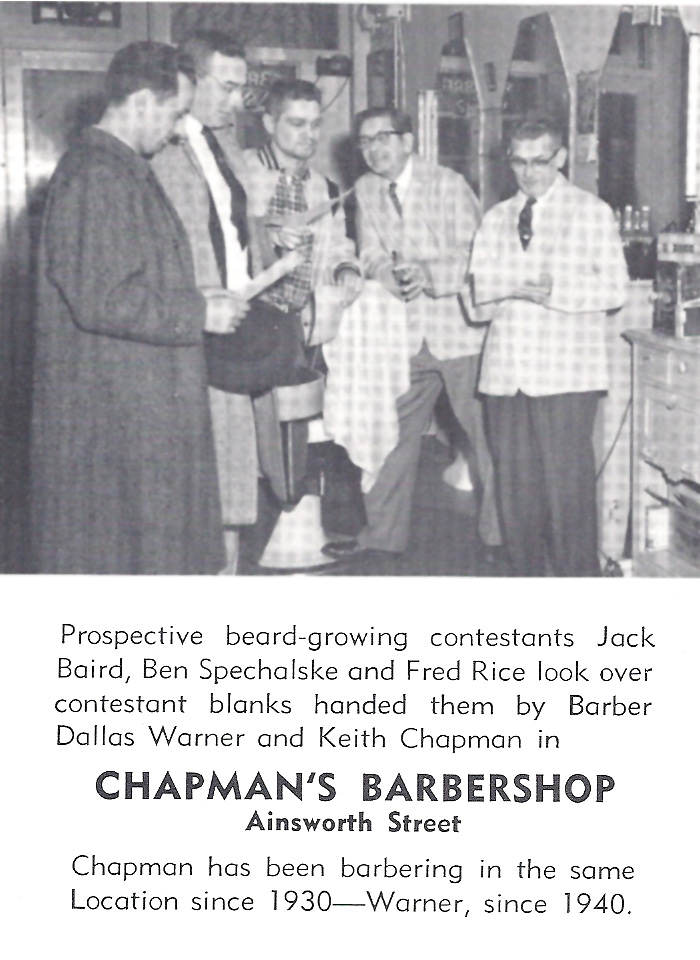 Prospective beard-growing contestants Jack
Baird, Ben Spechalske and Fred Rice look over
contestant blanks handed them by Barber
Dallas Warner and Keith Chapman in
CHAPMAN'S BARBERSHOP
Ainsworth Street
Chapman has been barbering in the same
Location since 1930—Warner, since 1940.